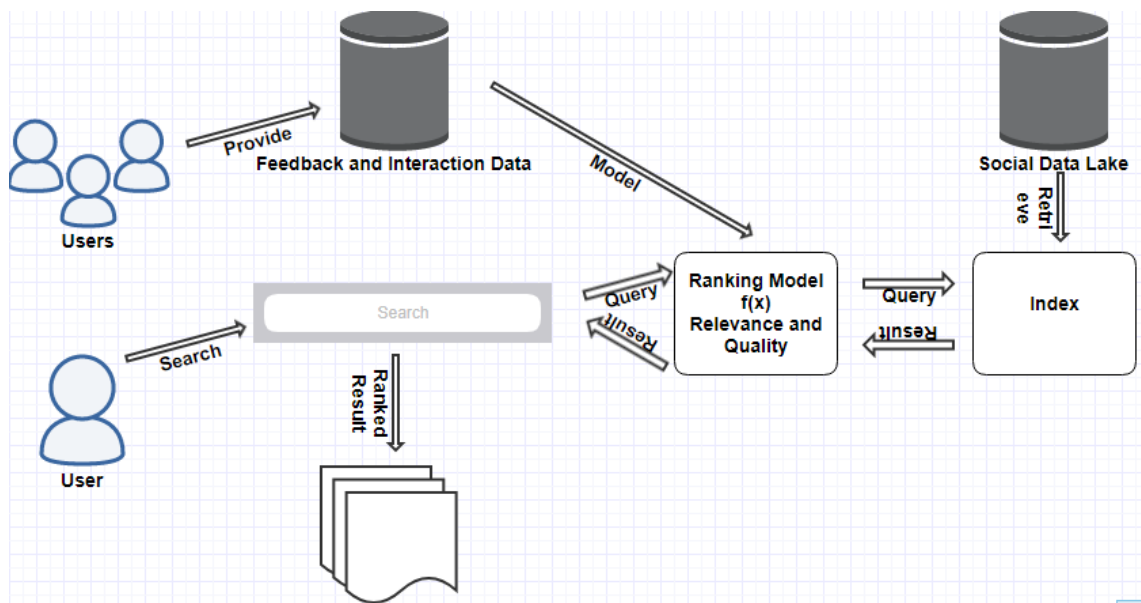 Provide
Feedback and Interaction Data
Social Data Lake
Users
Model
Retri
eve
Search
Query
Result
Ranking Model
f(x)
Relevance and
Quality
Query
Result
Index
Search
User
Ranked
Result